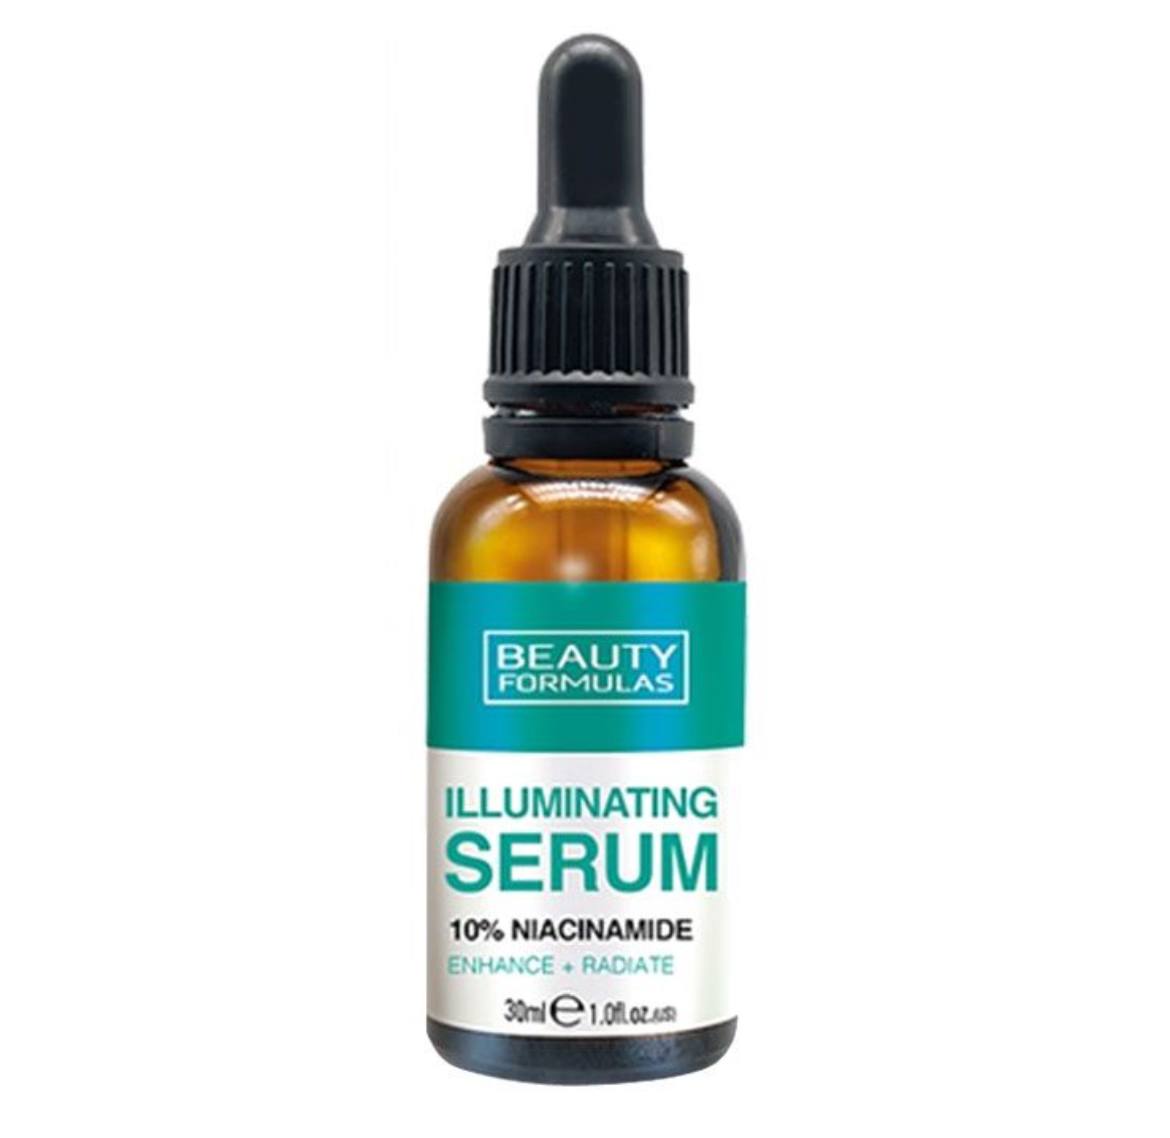 BEAUTY
FORMULAS
ILLUMINATING
SERUM
10% NIACINAMIDE
ENHANCE + RADIATE
30ml e 1.0fl.oz.(US)